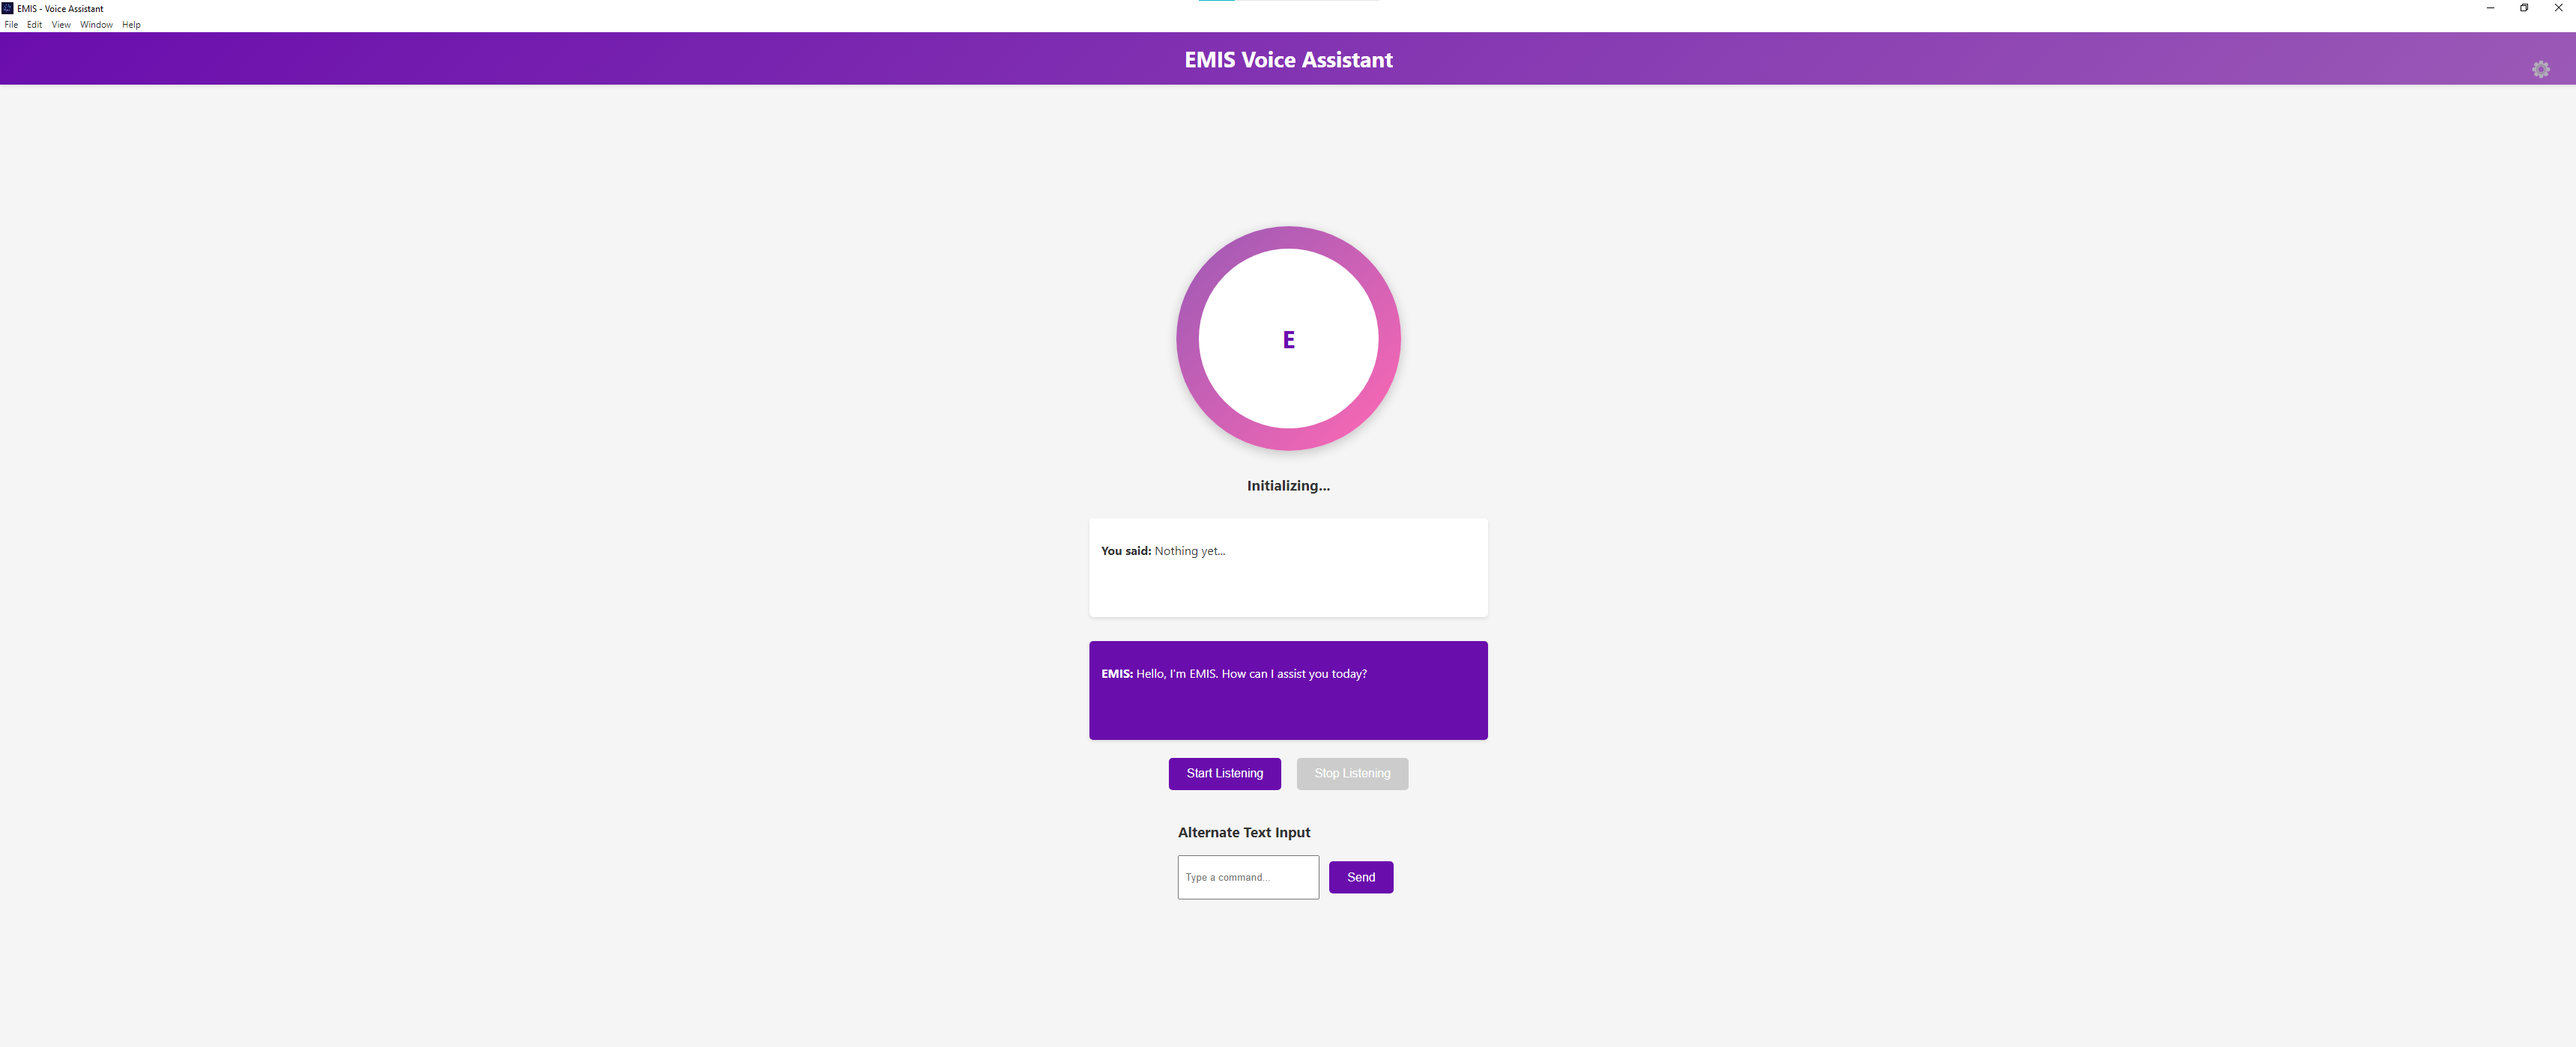 EMIS - Voice Assistant
File Edit View Window Help
EMIS Voice Assistant
E
Initializing...
You said: Nothing yet...
EMIS: Hello, I'm EMIS. How can I assist you today?
Start Listening Stop Listening
Alternate Text Input
Type a command... Send